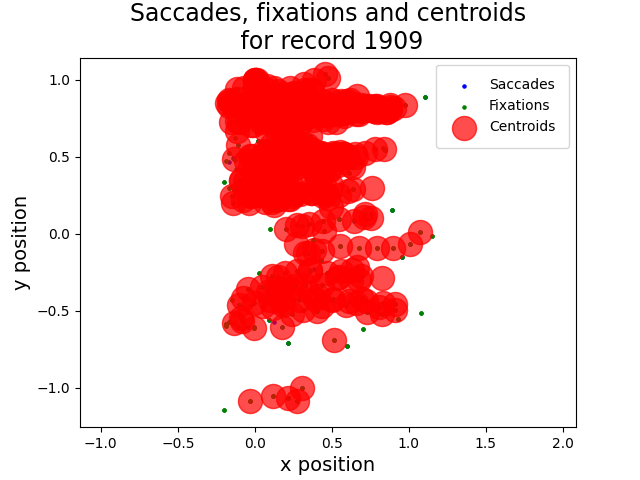 Saccades, fixations and centroids
for record 1909
Saccades
Fixations
Centroids
1.0
0.5
0.0
−0.5
−1.0
y position
−1.0 −0.5 0.0 0.5 1.0 1.5 2.0
x position